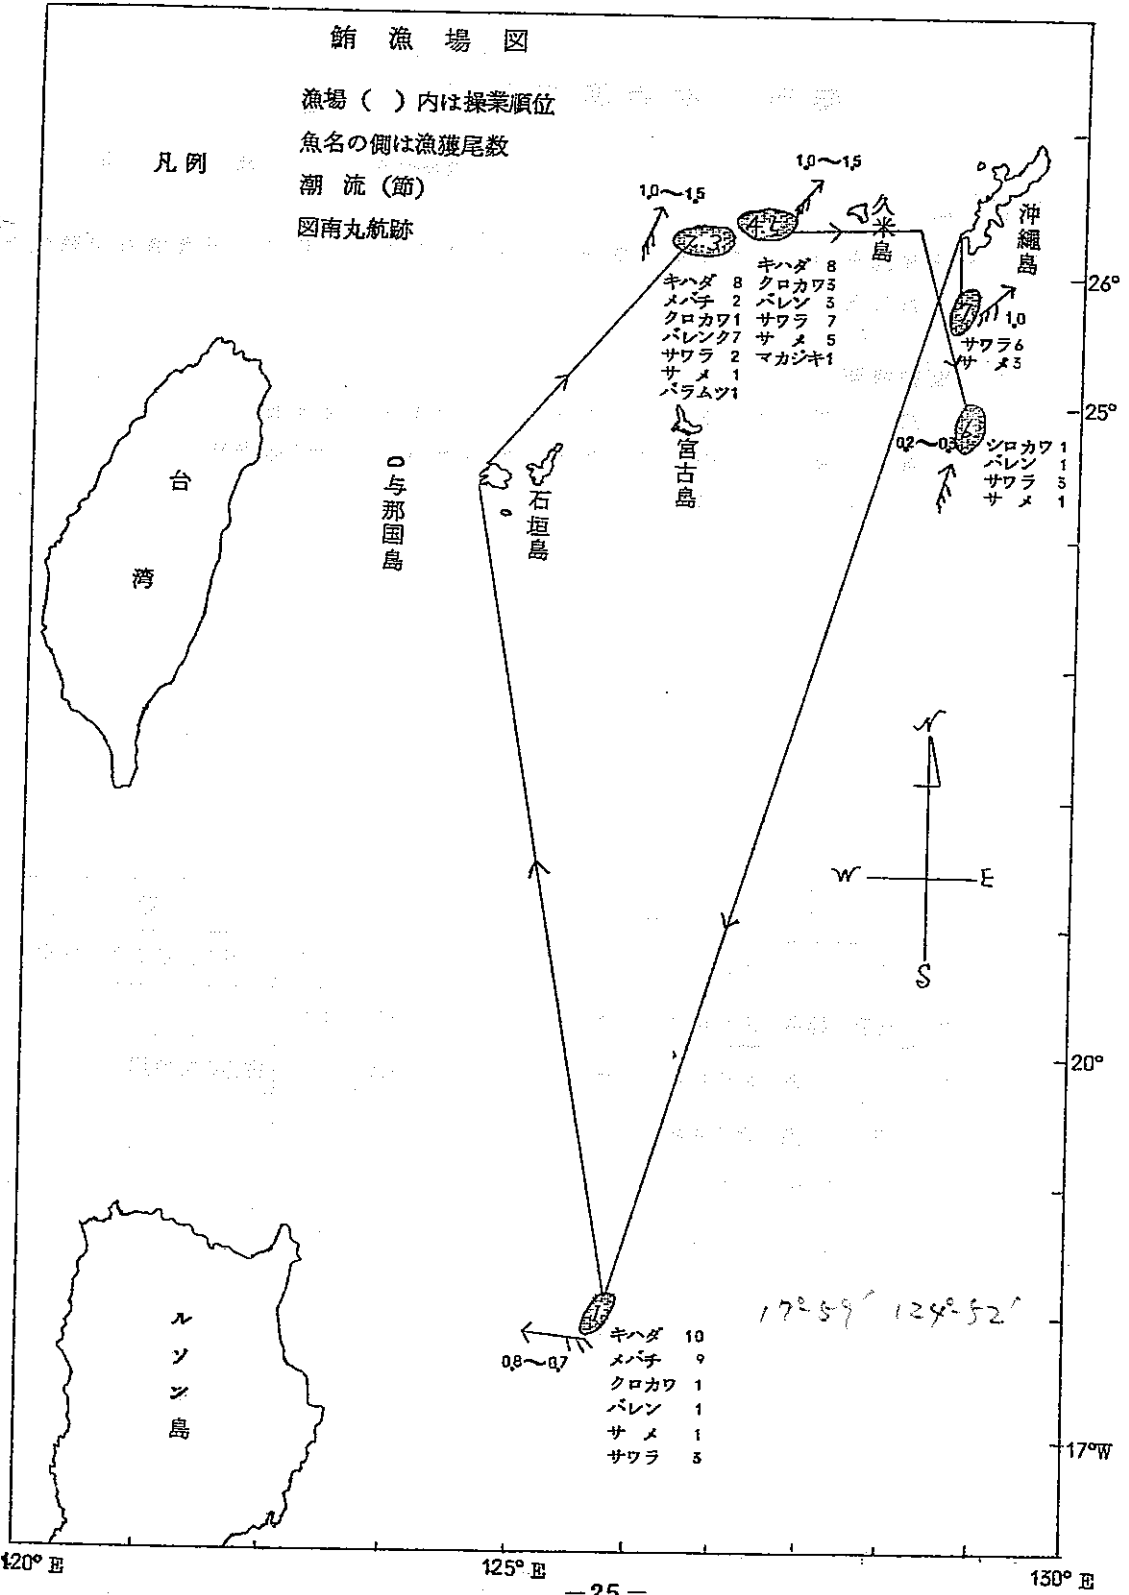 鮪漁場図
漁場（　）内は操業順位
魚名の側は漁獲尾数
凡例
潮流（節）
図南丸航跡
1.0～1.5
1.0～1.5
2.3
4.5
久米島
沖縄島
キハダ 8
メバチ 2
クロカワ 1
バレンク 7
サワラ 2
サメ 1
バラムツ 1
キハダ 8
クロカワ 3
バレン 3
サワラ 7
サメ 5
マカジキ 1
26°
7
1.0
サワラ 6
サメ 3
25°
6
シロカワ 1
バレン 1
サワラ 3
サメ 1
台湾
与那国島
石垣島
宮古島
N
W
E
S
20°
1
17°59′ 124°52′
0.8～0.7
キハダ 10
メバチ 9
クロカワ 1
バレン 1
サメ 1
サワラ 3
ルソン島
17°W
120°E
125°E
130°E
—25—